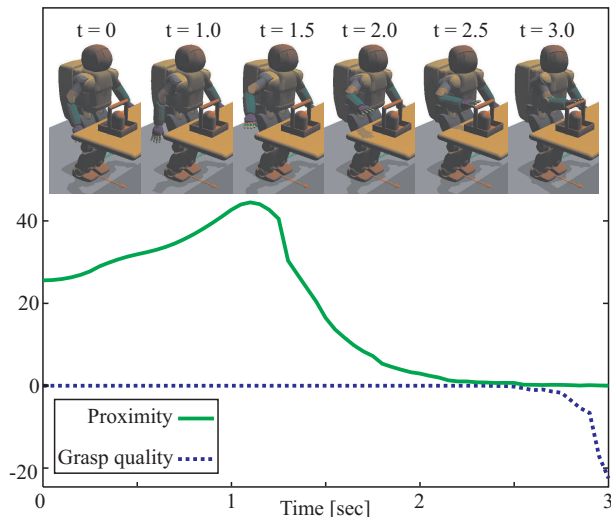 t = 0 t = 1.0 t = 1.5 t = 2.0 t = 2.5 t = 3.0
40
20
0
Proximity
Grasp quality
-20
0 1 2 3
Time [sec]